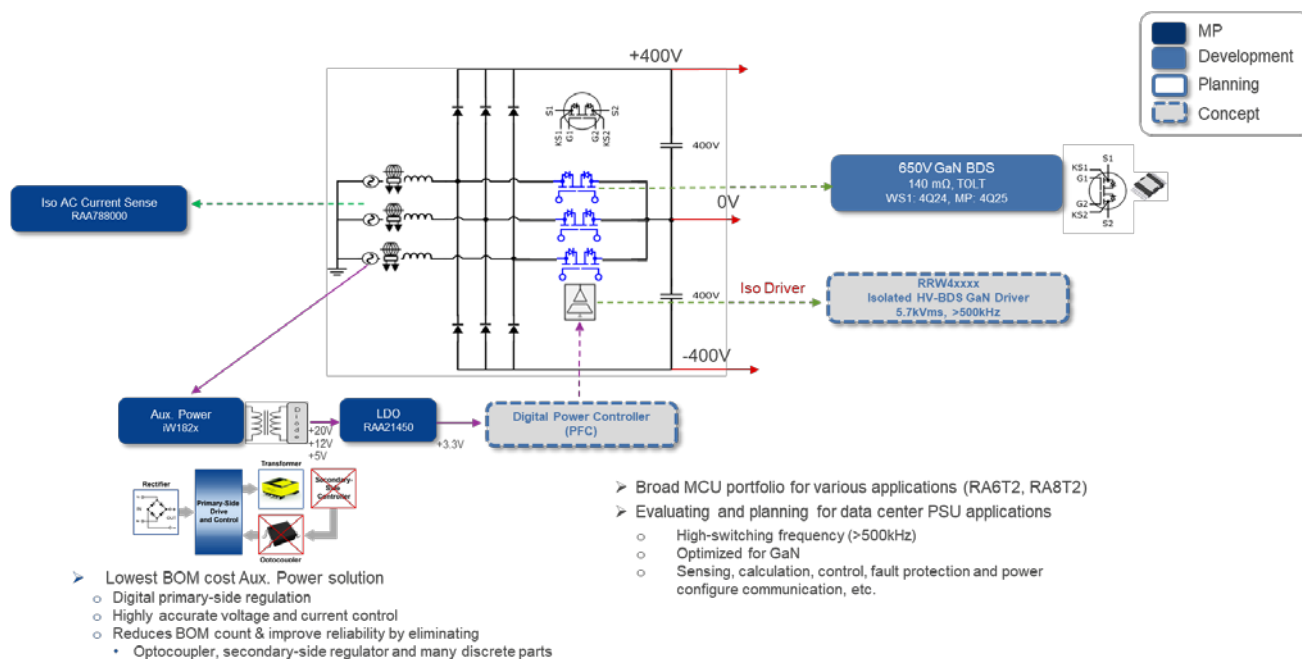 MP
Development
Planning
Concept
+400V
S1
S2
KS1
G1
G2
KS2
400V
0V
400V
-400V
Iso AC Current Sense
RAA788000
650V GaN BDS
140 mΩ, TOLT
WS1: 4Q24, MP: 4Q25
S1
KS1
G1
G2
KS2
S2
Iso Driver
RRW4xxxx
Isolated HV-BDS GaN Driver
5.7kVms, >500kHz
Aux. Power
iW182x
Diode
+20V
+12V
+5V
LDO
RAA21450
+3.3V
Digital Power Controller
(PFC)
Rectifier
IN
OUT
Primary-Side
Drive
and Control
Transformer
Secondary-
Side
Controller
Optocoupler
➢ Lowest BOM cost Aux. Power solution
o Digital primary-side regulation
o Highly accurate voltage and current control
o Reduces BOM count & improve reliability by eliminating
• Optocoupler, secondary-side regulator and many discrete parts
➢ Broad MCU portfolio for various applications (RA6T2, RA8T2)
➢ Evaluating and planning for data center PSU applications
o High-switching frequency (>500kHz)
o Optimized for GaN
o Sensing, calculation, control, fault protection and power
configure communication, etc.